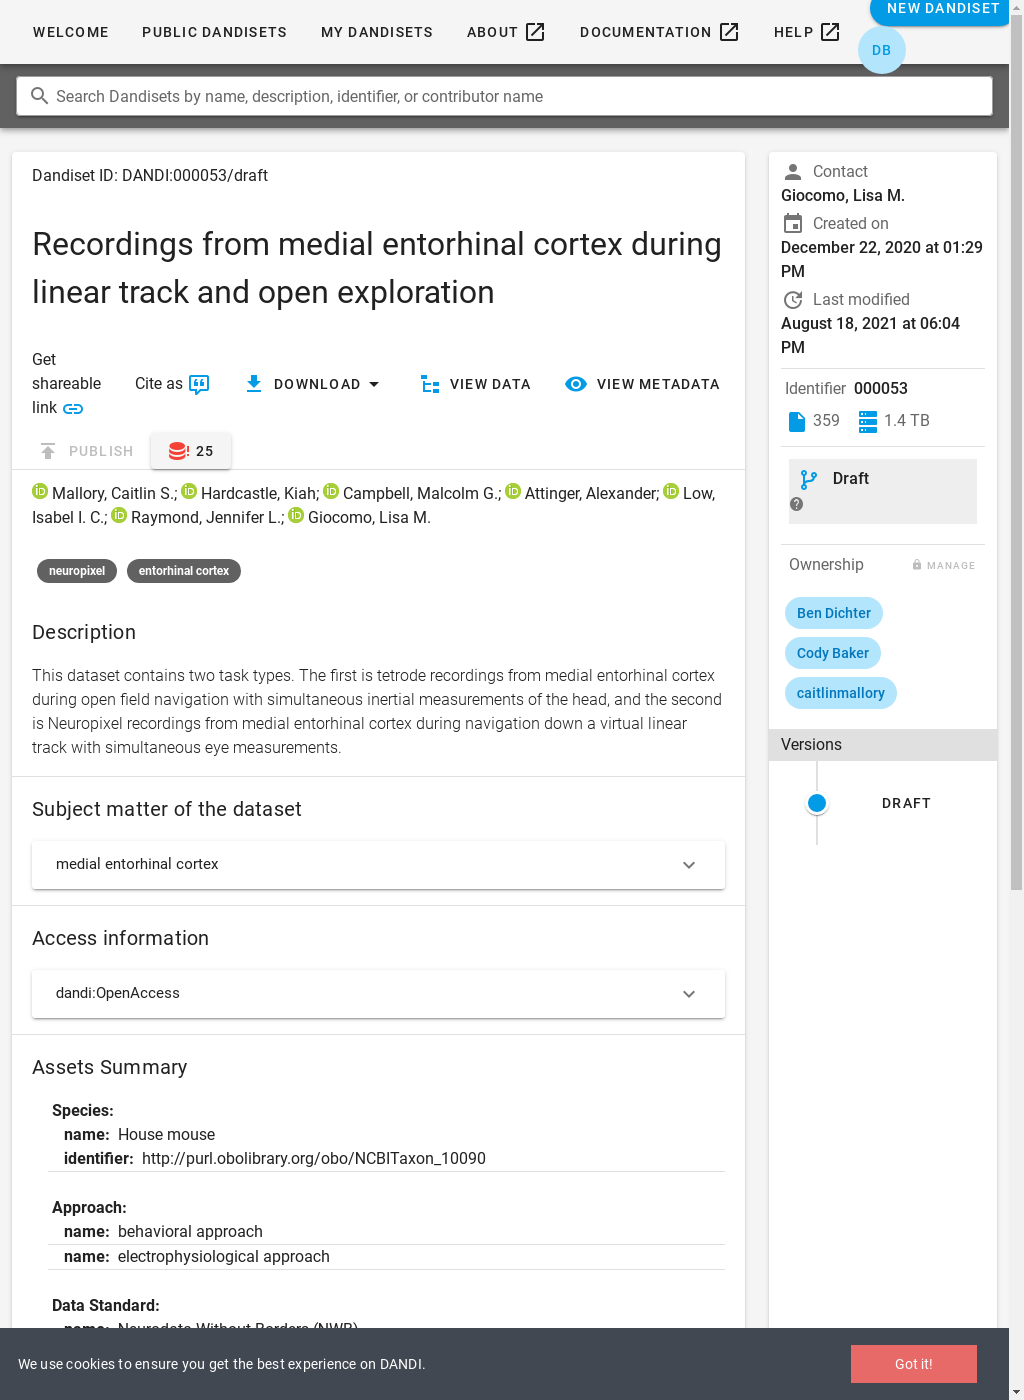 WELCOME PUBLIC DANDISETS MY DANDISETS ABOUT DOCUMENTATION HELP NEW DANDISET
DB
Search Dandisets by name, description, identifier, or contributor name
Dandiset ID: DANDI:000053/draft
Recordings from medial entorhinal cortex during
linear track and open exploration
Get
shareable
link
Cite as
DOWNLOAD
VIEW DATA
VIEW METADATA
PUBLISH
25
Mallory, Caitlin S.; Hardcastle, Kiah; Campbell, Malcolm G.; Attinger, Alexander; Low,
Isabel I. C.; Raymond, Jennifer L.; Giocomo, Lisa M.
neuropixel entorhinal cortex
Description
This dataset contains two task types. The first is tetrode recordings from medial entorhinal cortex
during open field navigation with simultaneous inertial measurements of the head, and the second
is Neuropixel recordings from medial entorhinal cortex during navigation down a virtual linear
track with simultaneous eye measurements.
Subject matter of the dataset
medial entorhinal cortex
Access information
dandi:OpenAccess
Assets Summary
Species:
name: House mouse
identifier: http://purl.obolibrary.org/obo/NCBITaxon_10090
Approach:
name: behavioral approach
name: electrophysiological approach
Data Standard:
name: Neurodata Without Borders (NWB)
Contact
Giocomo, Lisa M.
Created on
December 22, 2020 at 01:29
PM
Last modified
August 18, 2021 at 06:04
PM
Identifier 000053
359 1.4 TB
Draft
Ownership MANAGE
Ben Dichter
Cody Baker
caitlinmallory
Versions
DRAFT
We use cookies to ensure you get the best experience on DANDI.
Got it!